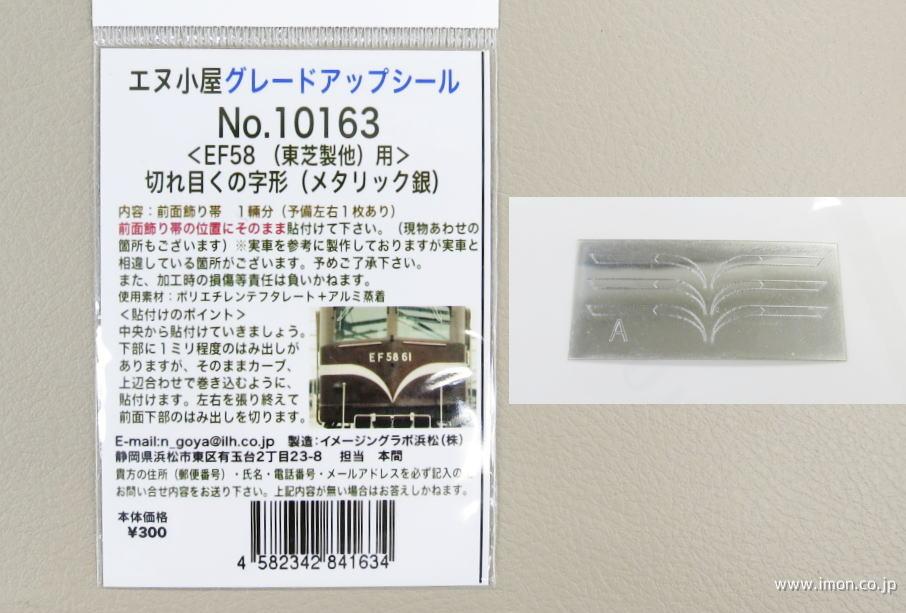 エヌ小屋グレードアップシール
No.10163
＜EF58 （東芝製他）用＞
切れ目くの字形（メタリック銀）
内容：前面飾り帯　１輛分（予備左右１枚あり）
前面飾り帯の位置にそのまま貼付けて下さい。（現物あわせの
箇所もございます）※実車を参考に製作しておりますが実車と
相違している箇所がございます。予めご了承下さい。
また、加工時の損傷等責任は負いかねます。
使用素材：ポリエチレンテフタレート＋アルミ蒸着
＜貼付けのポイント＞
中央から貼付けていきましょう。
下部に１ミリ程度のはみ出しが
ありますが、そのままカーブ、
上辺合わせで巻き込むように、
貼付けます。左右を張り終えて
前面下部のはみ出しを切ります。
EF5861
E-mail:n_goya@ilh.co.jp　製造：イメージングラボ浜松（株）
静岡県浜松市東区有玉台2丁目23-8　担当　本間
貴方の住所（郵便番号）・氏名・電話番号・メールアドレスを必ず記入の
お問い合せ内容をお送り下さい。上記内容が無い場合はお答えしかねます。
本体価格
¥300
4 582342 841634
A
www.imon.co.jp